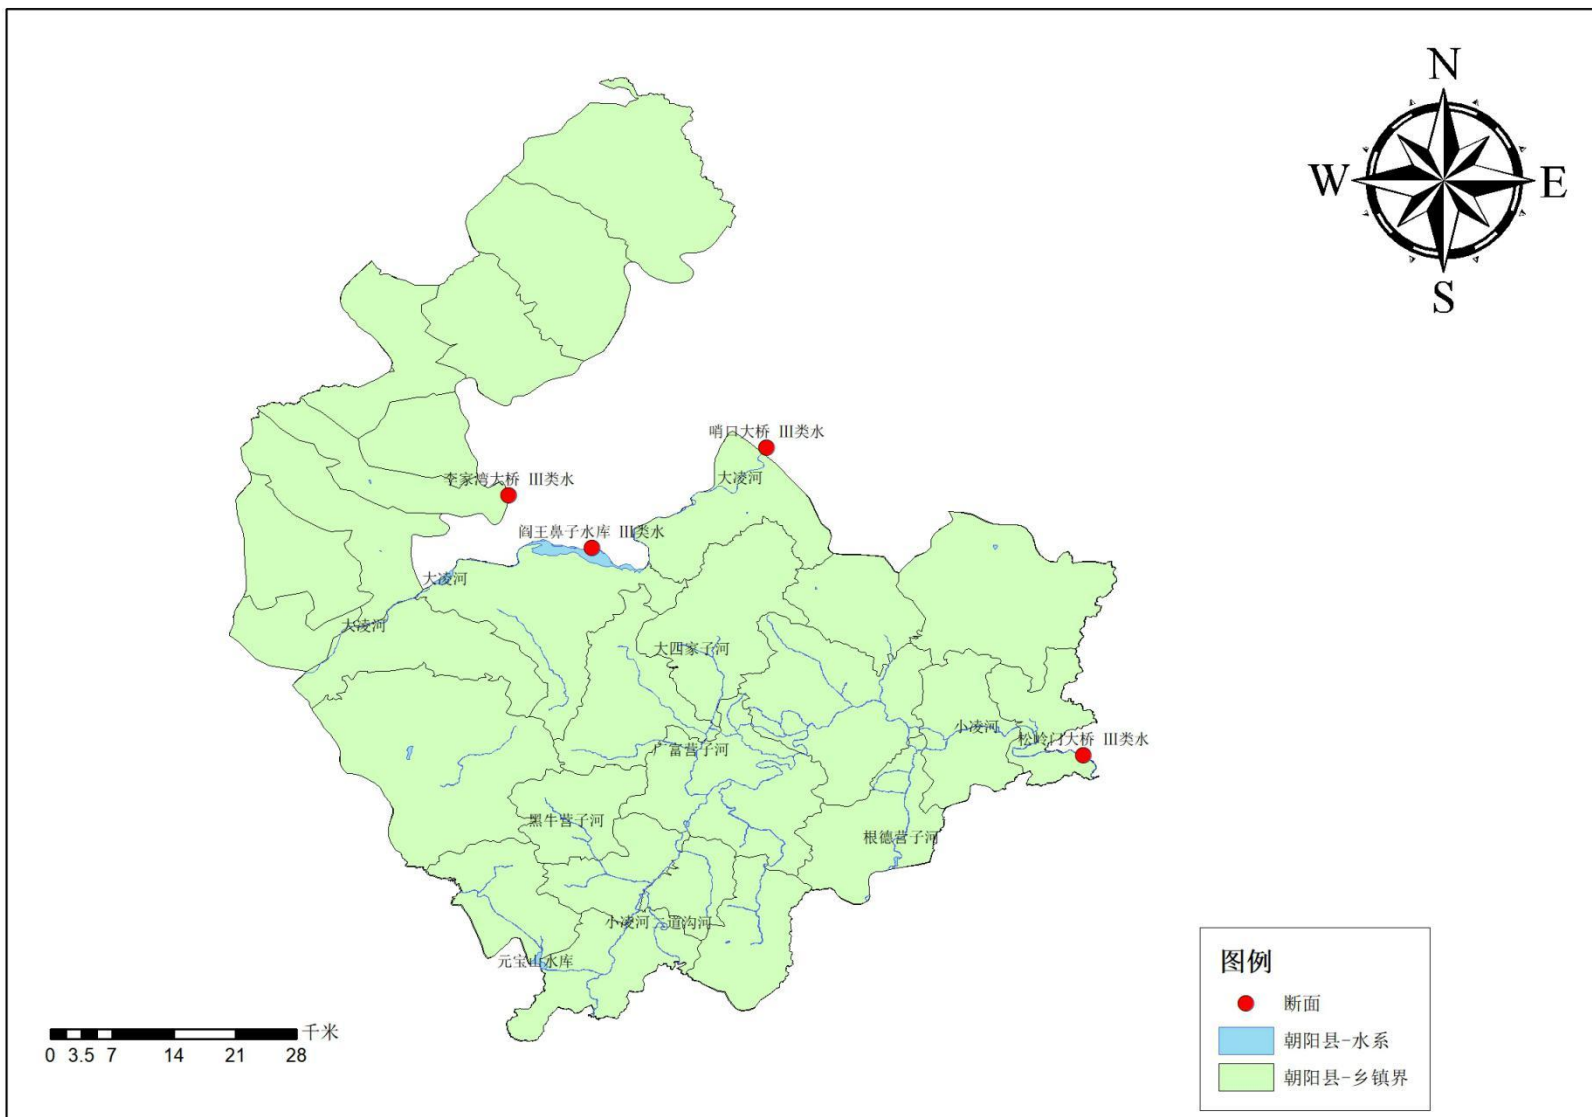 N
W
E
S
哨口大桥 III类水
大凌河
李家湾大桥 III类水
阎王鼻子水库 III类水
大凌河
大凌河
大四家子河
小凌河
松岭门大桥 III类水
广富营子河
黑牛营子河
根德营子河
小凌河
二道沟河
元宝山水库
图例
断面
朝阳县-水系
朝阳县-乡镇界
千米
0 3.5 7 14 21 28